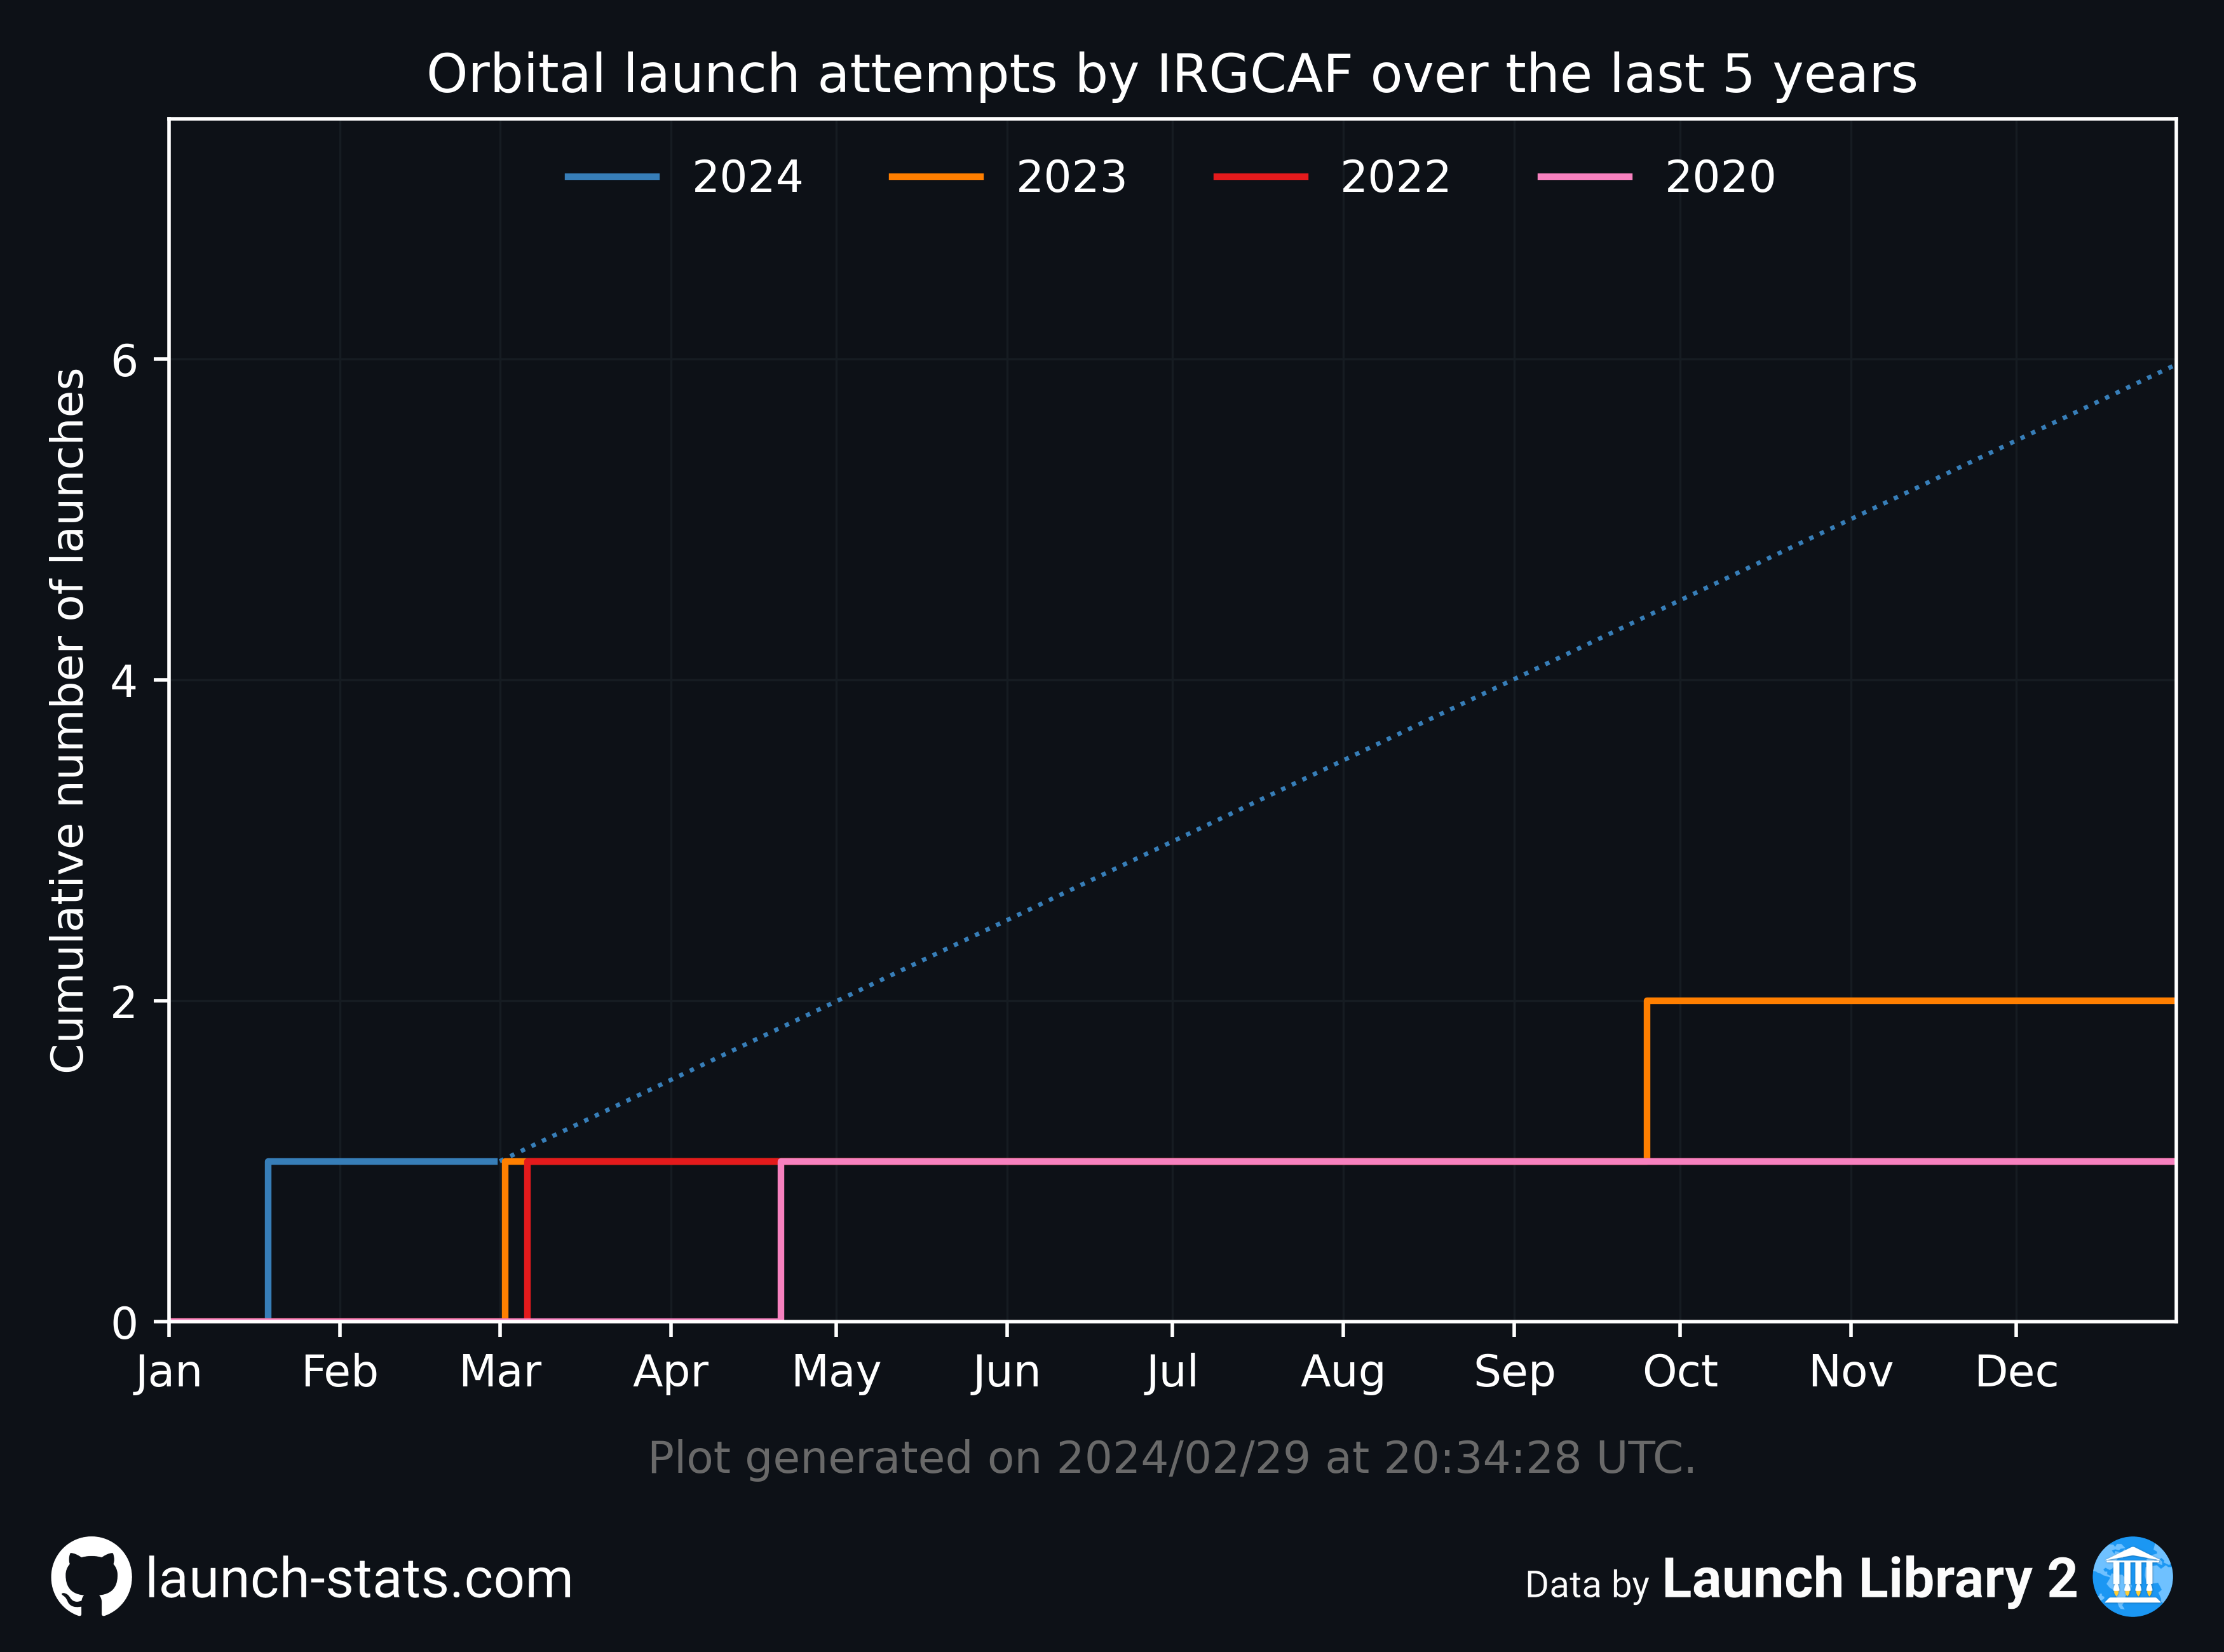 Orbital launch attempts by IRGCAF over the last 5 years
2024 2023 2022 2020
Cumulative number of launches
6
4
2
0
Jan Feb Mar Apr May Jun Jul Aug Sep Oct Nov Dec
Plot generated on 2024/02/29 at 20:34:28 UTC.
launch-stats.com
Data by Launch Library 2